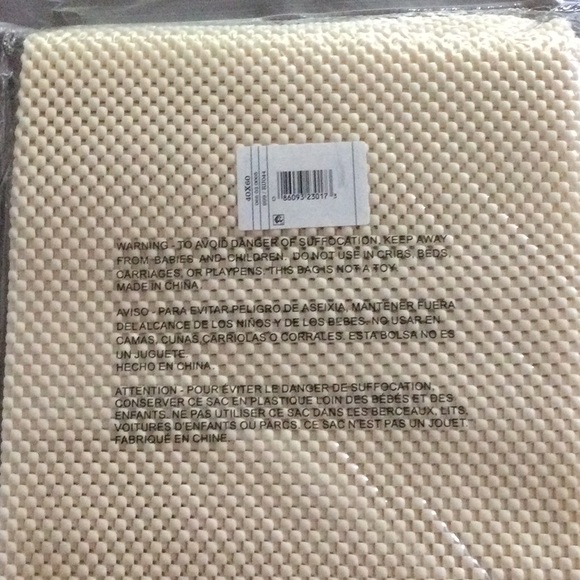 40X60
0 86093 23017 3
WARNING - TO AVOID DANGER OF SUFFOCATION, KEEP AWAY
FROM BABIES AND CHILDREN. DO NOT USE IN CRIBS, BEDS,
CARRIAGES, OR PLAYPENS. THIS BAG IS NOT A TOY.
MADE IN CHINA.
AVISO - PARA EVITAR PELIGRO DE ASFIXIA, MANTENER FUERA
DELALCANCE DE LOS NIÑOS Y DE LOS BEBES. NO USAR EN
CAMAS, CUNAS, CARRIOLAS O CORRALES. ESTA BOLSA NO ES
UN JUGUETE
HECHO EN CHINA.
ATTENTION - POUR ÉVITER LE DANGER DE SUFFOCATION,
CONSERVER CE SAC EN PLASTIQUE LOIN DES BÉBÉS ET DES
ENFANTS. NE PAS UTILISER CE SAC DANS LES BERCEAUX, LITS,
VOITURES D'ENFANTS OU PARCS. CE SAC N'EST PAS UN JOUET.
FABRIQUÉ EN CHINE.